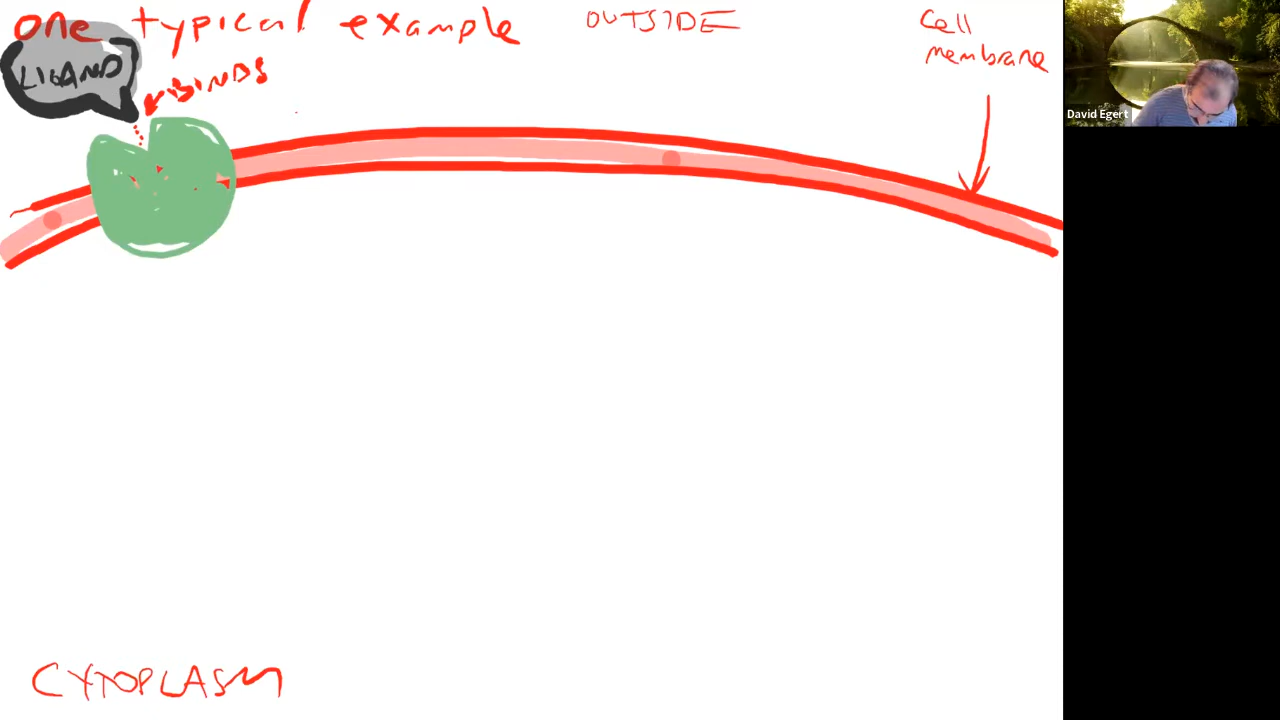 one typical example
OUTSIDE
Cell
membrane
LIGAND
BINDS
David Egert
CYTOPLASM